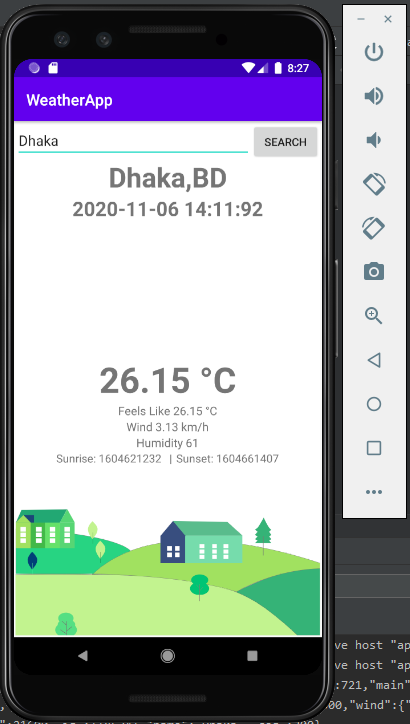 8:27
WeatherApp
Dhaka
SEARCH
Dhaka,BD
2020-11-06 14:11:92
26.15 °C
Feels Like 26.15 °C
Wind 3.13 km/h
Humidity 61
Sunrise: 1604621232 | Sunset: 1604661407
ve host "ap
ve host "ap
:721,"main"
00,"wind":{"